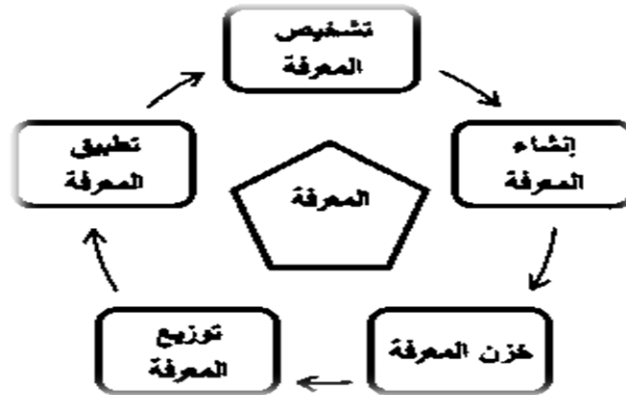 تشخيص
المعرفة
إنشاء
المعرفة
خزن المعرفة
توزيع
المعرفة
تطبيق
المعرفة
المعرفة